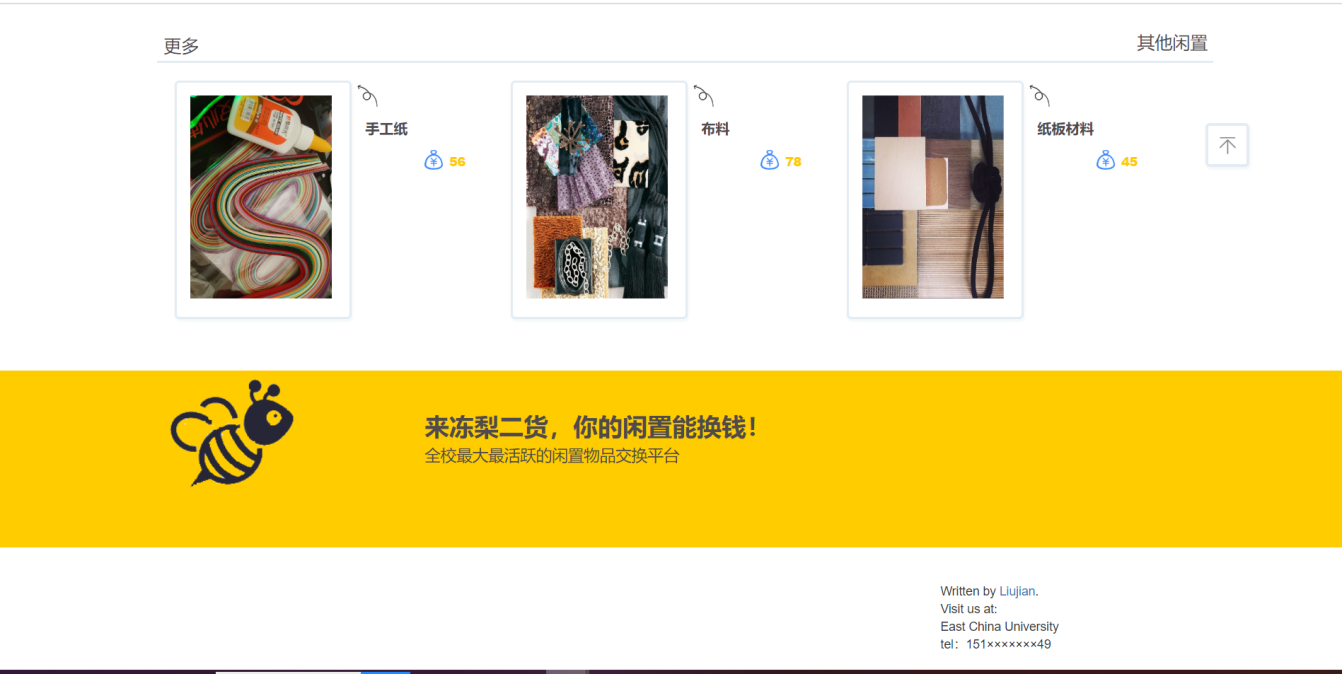 更多
其他闲置
手工纸
56
布料
78
纸板材料
45
来冻梨二货，你的闲置能换钱！
全校最大最活跃的闲置物品交换平台
Written by Liujian.
Visit us at:
East China University
tel：151×××××××49